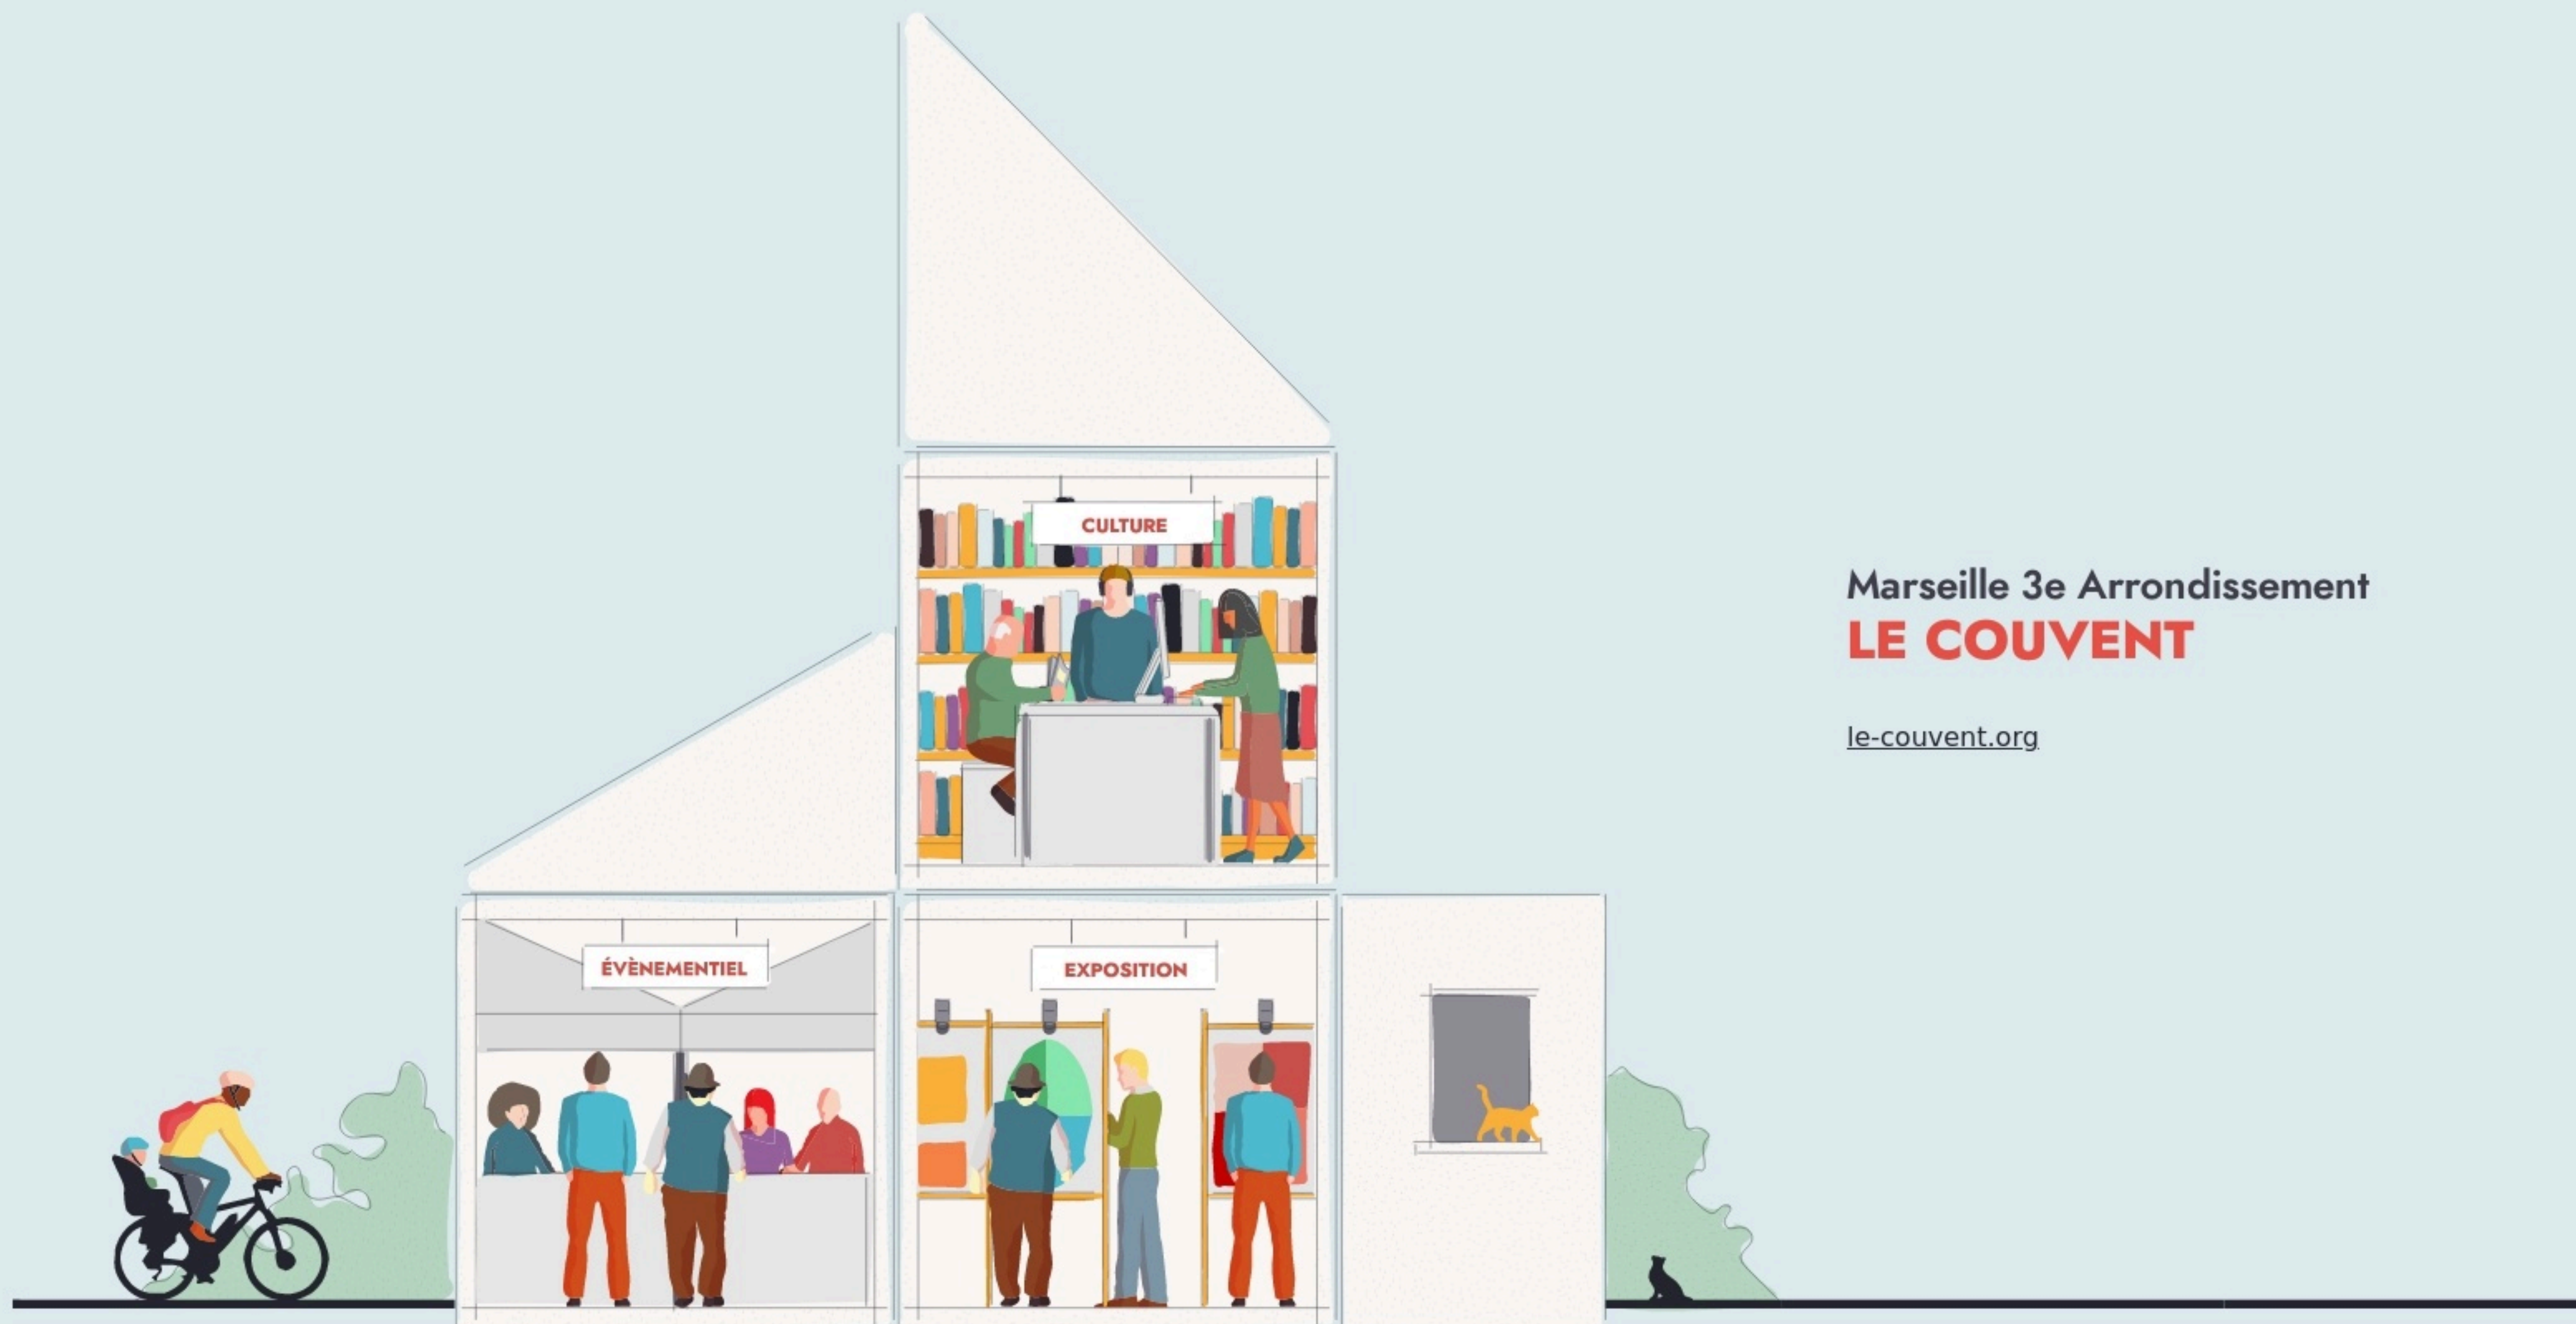 CULTURE
Marseille 3e Arrondissement
LE COUVENT
le-couvent.org
ÉVÈNEMENTIEL
EXPOSITION